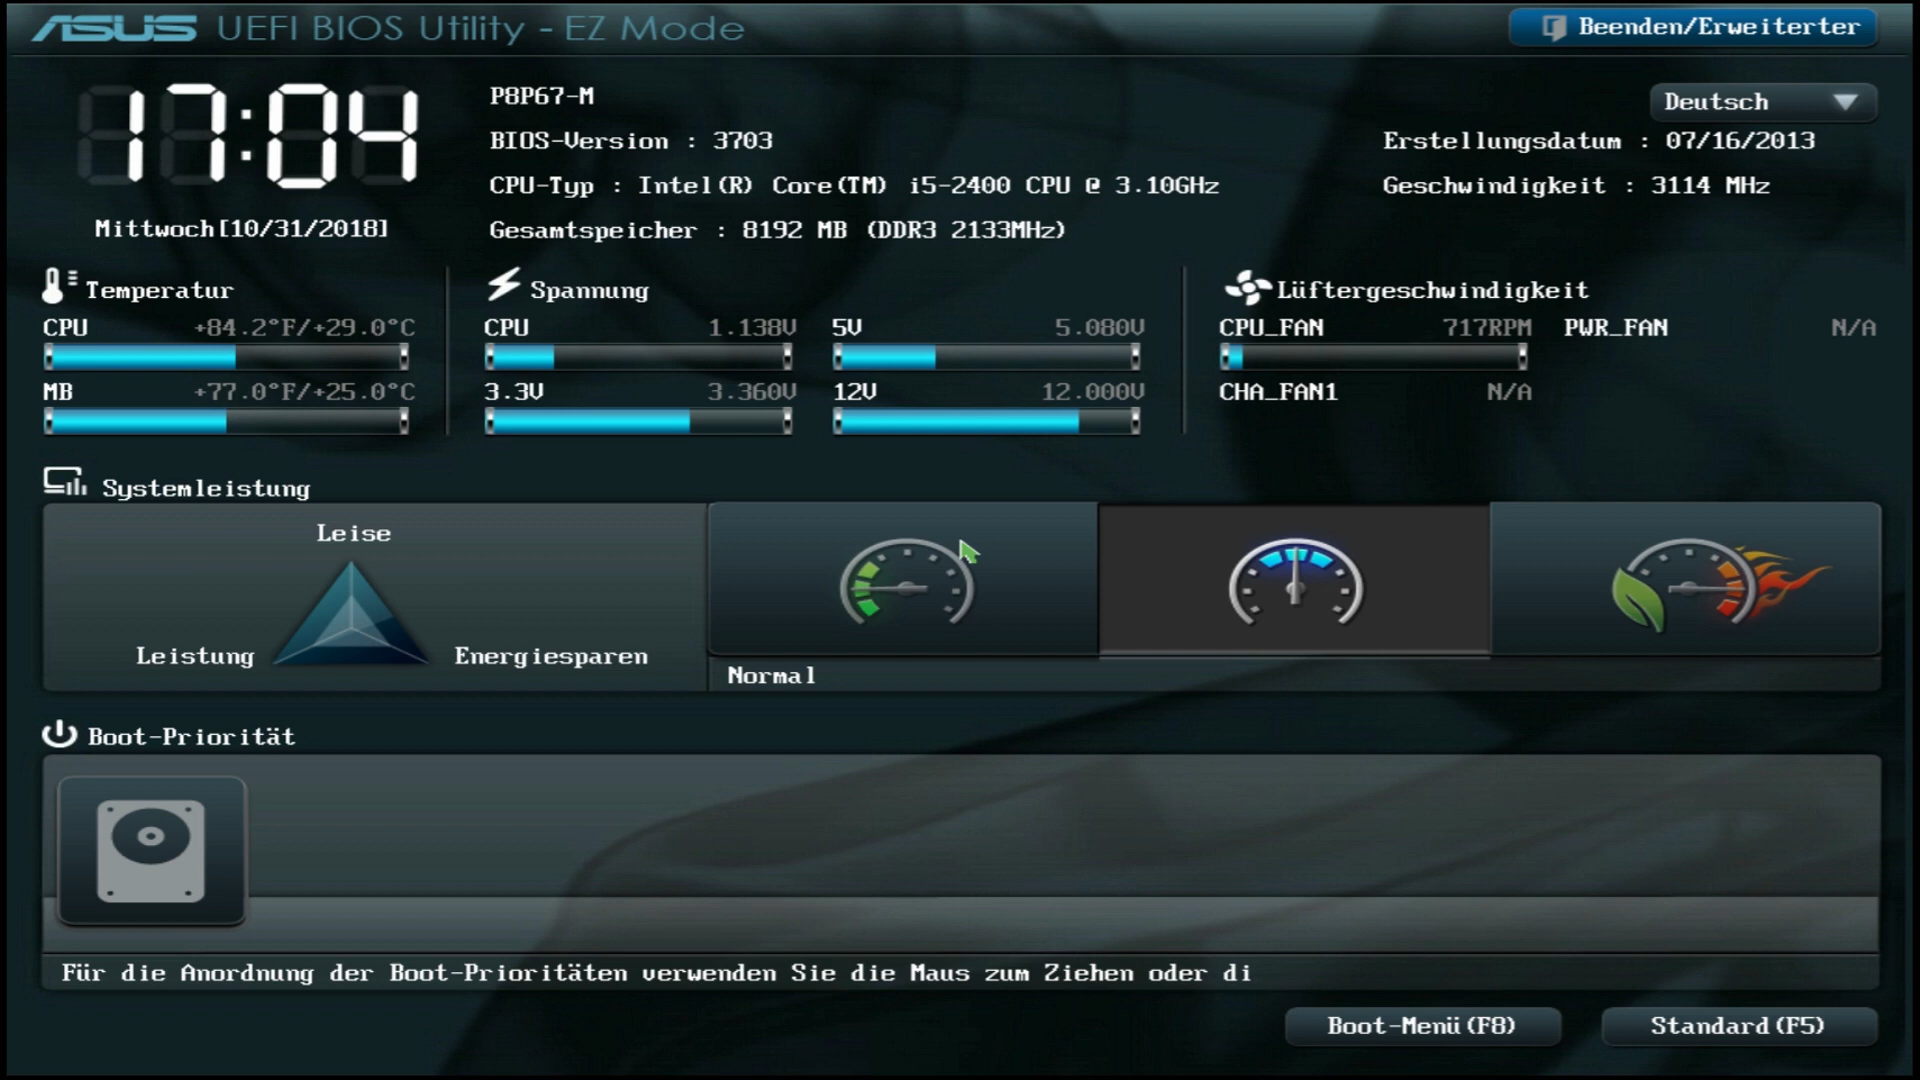 ASUS UEFI BIOS Utility - EZ Mode
Beenden/Erweiterter
17:04
Mittwoch[10/31/2018]
P8P67-M
BIOS-Version : 3703
CPU-Typ : Intel(R) Core(TM) i5-2400 CPU @ 3.10GHz
Gesamtspeicher : 8192 MB (DDR3 2133MHz)
Deutsch
Erstellungsdatum : 07/16/2013
Geschwindigkeit : 3114 MHz
Temperatur
CPU +84.2°F/+29.0°C
MB +77.0°F/+25.0°C
Spannung
CPU 1.138V 5V 5.080V
3.3V 3.360V 12V 12.000V
Lüftergeschwindigkeit
CPU_FAN 717RPM PWR_FAN N/A
CHA_FAN1 N/A
Systemleistung
Leise
Leistung Energiesparen
Normal
Boot-Priorität
Für die Anordnung der Boot-Prioritäten verwenden Sie die Maus zum Ziehen oder di
Boot-Menü(F8)
Standard(F5)